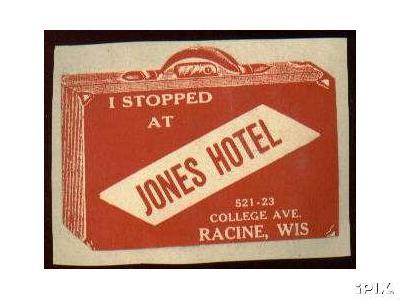 I STOPPED
AT
JONES HOTEL
521-23
COLLEGE AVE.
RACINE, WIS
iPIX